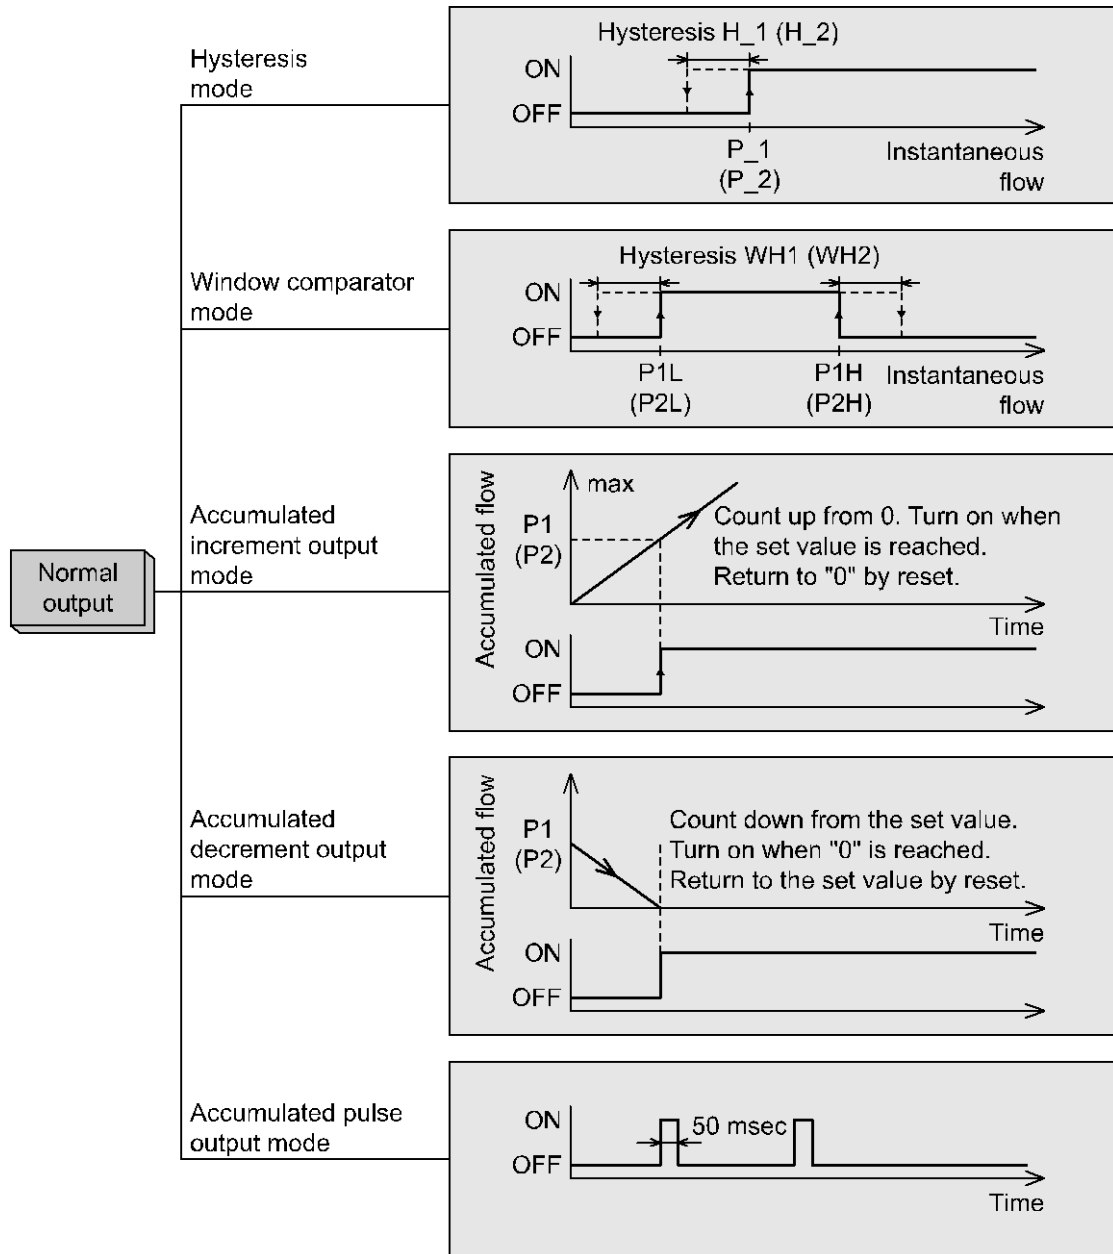 Normal
output
Hysteresis
mode
Hysteresis H_1 (H_2)
ON
OFF
P_1
(P_2)
Instantaneous
flow
Window comparator
mode
Hysteresis WH1 (WH2)
ON
OFF
P1L
(P2L)
P1H
(P2H)
Instantaneous
flow
Accumulated
increment output
mode
Accumulated flow
max
P1
(P2)
Count up from 0. Turn on when
the set value is reached.
Return to "0" by reset.
Time
ON
OFF
Accumulated
decrement output
mode
Accumulated flow
P1
(P2)
Count down from the set value.
Turn on when "0" is reached.
Return to the set value by reset.
Time
ON
OFF
Accumulated pulse
output mode
ON
50 msec
OFF
Time